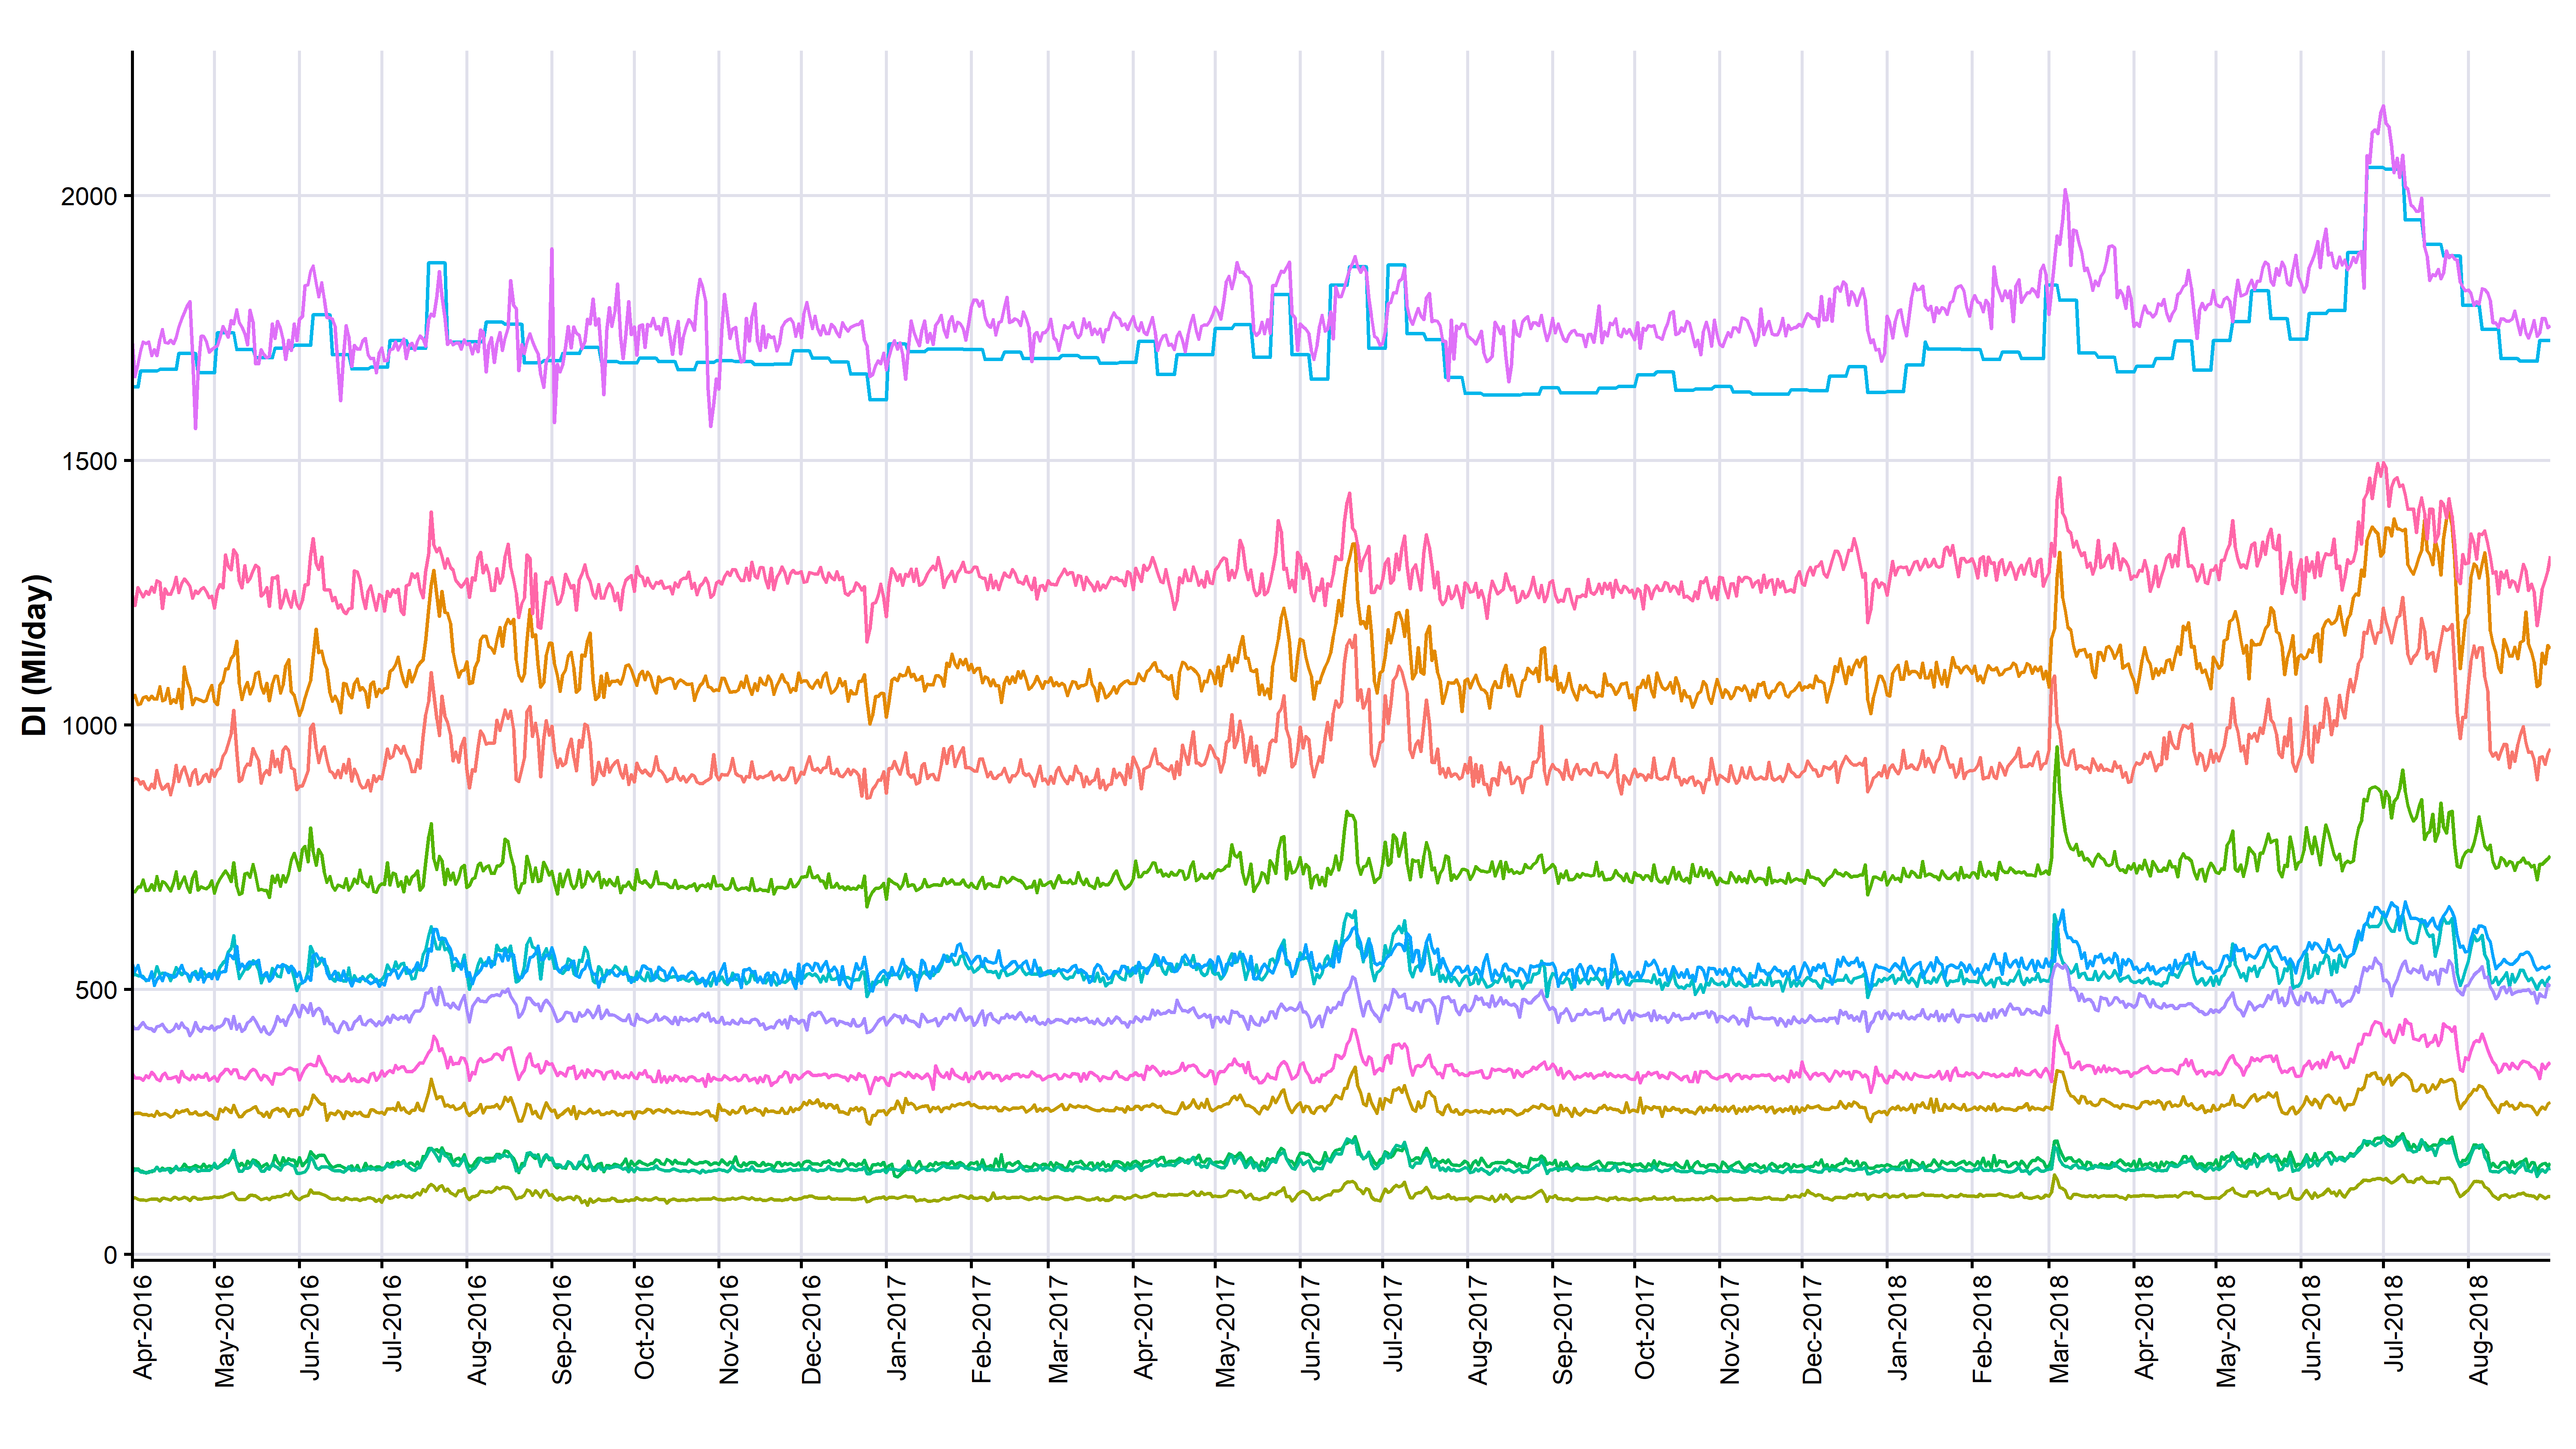 DI (Ml/day)
2000
1500
1000
500
0
Apr-2016
May-2016
Jun-2016
Jul-2016
Aug-2016
Sep-2016
Oct-2016
Nov-2016
Dec-2016
Jan-2017
Feb-2017
Mar-2017
Apr-2017
May-2017
Jun-2017
Jul-2017
Aug-2017
Sep-2017
Oct-2017
Nov-2017
Dec-2017
Jan-2018
Feb-2018
Mar-2018
Apr-2018
May-2018
Jun-2018
Jul-2018
Aug-2018